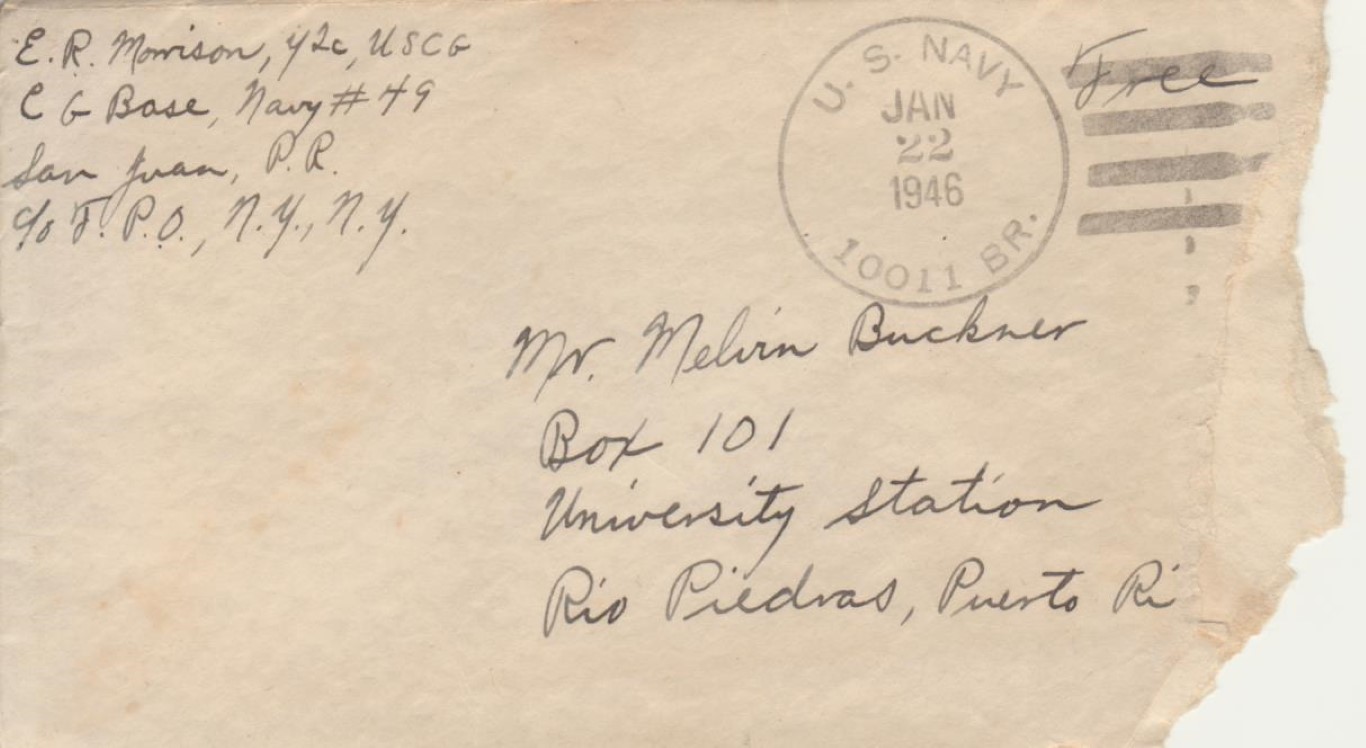 E. R. Morrison, Y2c, USCG
C G Base, Navy # 49
San Juan, P.R.
c/o F.P.O., N.Y., N.Y.
U. S. NAVY
JAN
22
1946
10011 BR.
Free
Mr. Melvin Buckner
Box 101
University Station
Rio Piedras, Puerto Ri